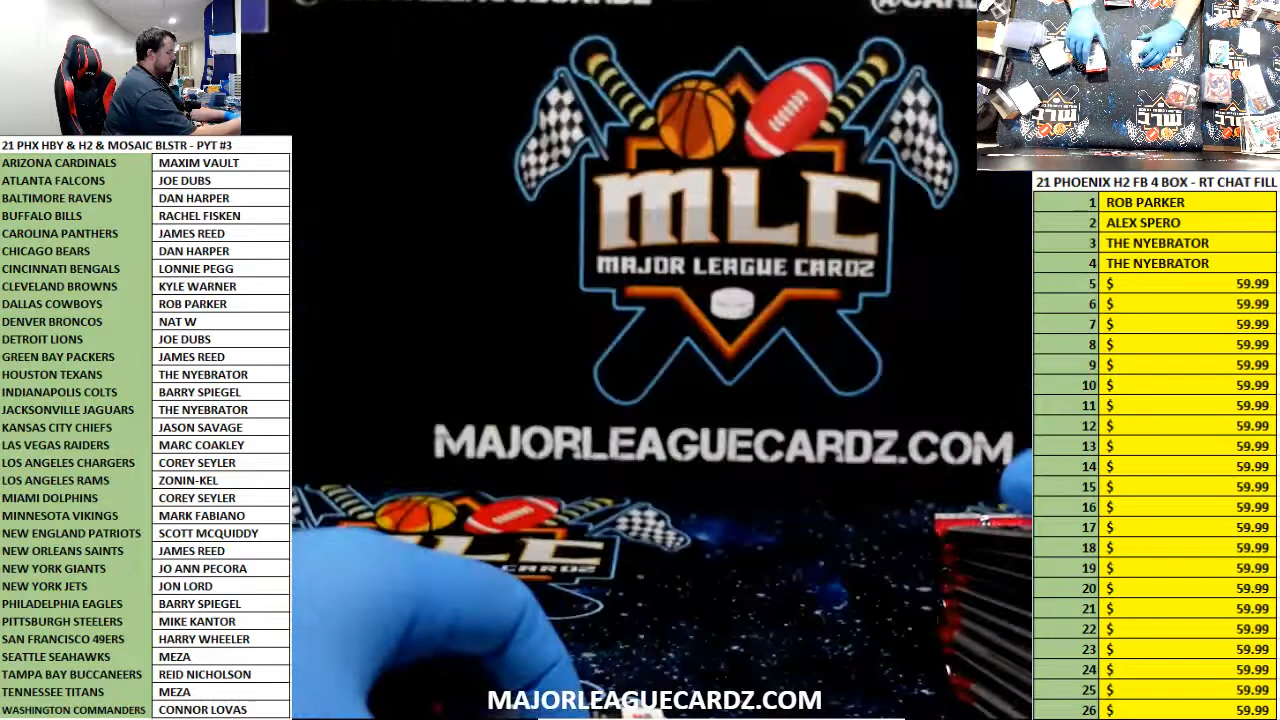 21 PHX HBY & H2 & MOSAIC BLSTR - PYT #3
ARIZONA CARDINALS MAXIM VAULT
ATLANTA FALCONS JOE DUBS
BALTIMORE RAVENS DAN HARPER
BUFFALO BILLS RACHEL FISKEN
CAROLINA PANTHERS JAMES REED
CHICAGO BEARS DAN HARPER
CINCINNATI BENGALS LONNIE PEGG
CLEVELAND BROWNS KYLE WARNER
DALLAS COWBOYS ROB PARKER
DENVER BRONCOS NAT W
DETROIT LIONS JOE DUBS
GREEN BAY PACKERS JAMES REED
HOUSTON TEXANS THE NYEBRATOR
INDIANAPOLIS COLTS BARRY SPIEGEL
JACKSONVILLE JAGUARS THE NYEBRATOR
KANSAS CITY CHIEFS JASON SAVAGE
LAS VEGAS RAIDERS MARC COAKLEY
LOS ANGELES CHARGERS COREY SEYLER
LOS ANGELES RAMS ZONIN-KEL
MIAMI DOLPHINS COREY SEYLER
MINNESOTA VIKINGS MARK FABIANO
NEW ENGLAND PATRIOTS SCOTT MCQUIDDY
NEW ORLEANS SAINTS JAMES REED
NEW YORK GIANTS JO ANN PECORA
NEW YORK JETS JON LORD
PHILADELPHIA EAGLES BARRY SPIEGEL
PITTSBURGH STEELERS MIKE KANTOR
SAN FRANCISCO 49ERS HARRY WHEELER
SEATTLE SEAHAWKS MEZA
TAMPA BAY BUCCANEERS REID NICHOLSON
TENNESSEE TITANS MEZA
WASHINGTON COMMANDERS CONNOR LOVAS
MLC
MAJOR LEAGUE CARDZ
MAJORLEAGUECARDZ.COM
MAJORLEAGUECARDZ.COM
21 PHOENIX H2 FB 4 BOX - RT CHAT FILL
1 ROB PARKER
2 ALEX SPERO
3 THE NYEBRATOR
4 THE NYEBRATOR
5 $ 59.99
6 $ 59.99
7 $ 59.99
8 $ 59.99
9 $ 59.99
10 $ 59.99
11 $ 59.99
12 $ 59.99
13 $ 59.99
14 $ 59.99
15 $ 59.99
16 $ 59.99
17 $ 59.99
18 $ 59.99
19 $ 59.99
20 $ 59.99
21 $ 59.99
22 $ 59.99
23 $ 59.99
24 $ 59.99
25 $ 59.99
26 $ 59.99